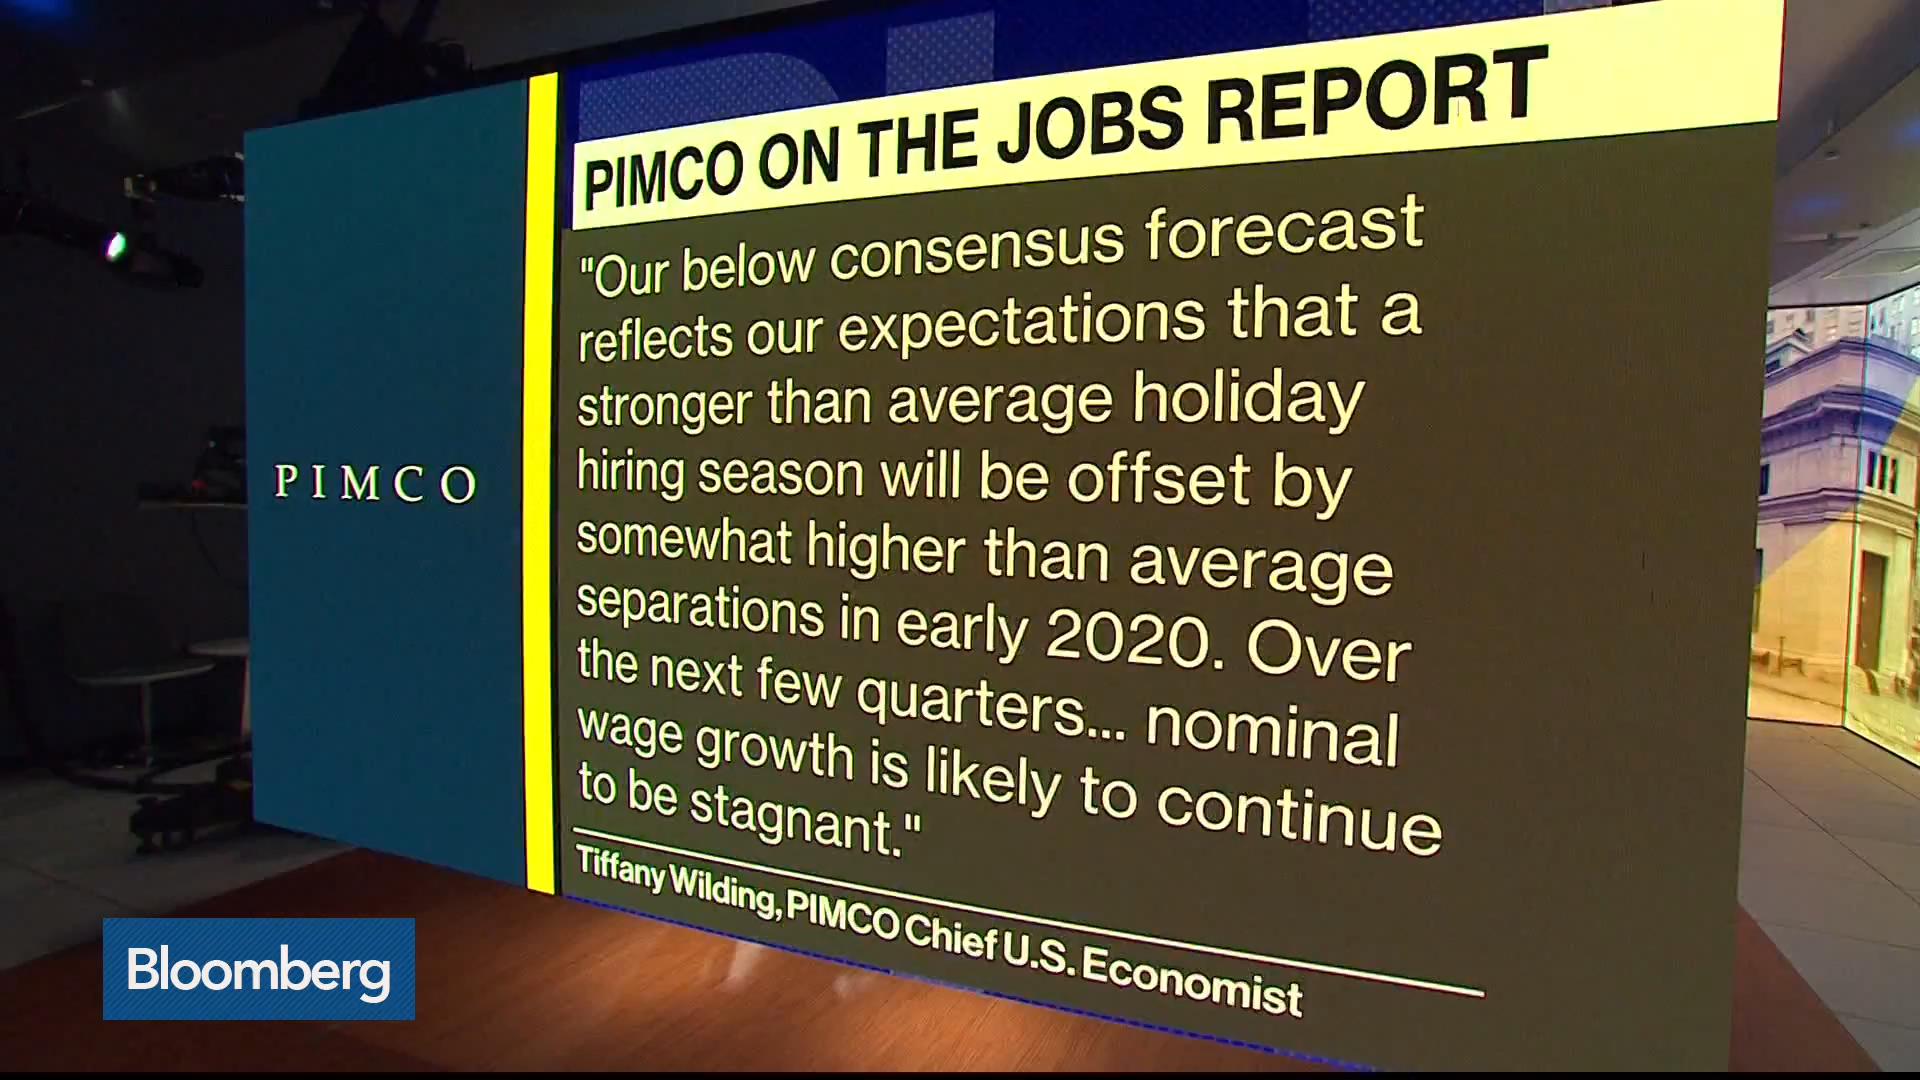 PIMCO ON THE JOBS REPORT
PIMCO
"Our below consensus forecast
reflects our expectations that a
stronger than average holiday
hiring season will be offset by
somewhat higher than average
separations in early 2020. Over
the next few quarters... nominal
wage growth is likely to continue
to be stagnant."
Tiffany Wilding, PIMCO Chief U.S. Economist
Bloomberg